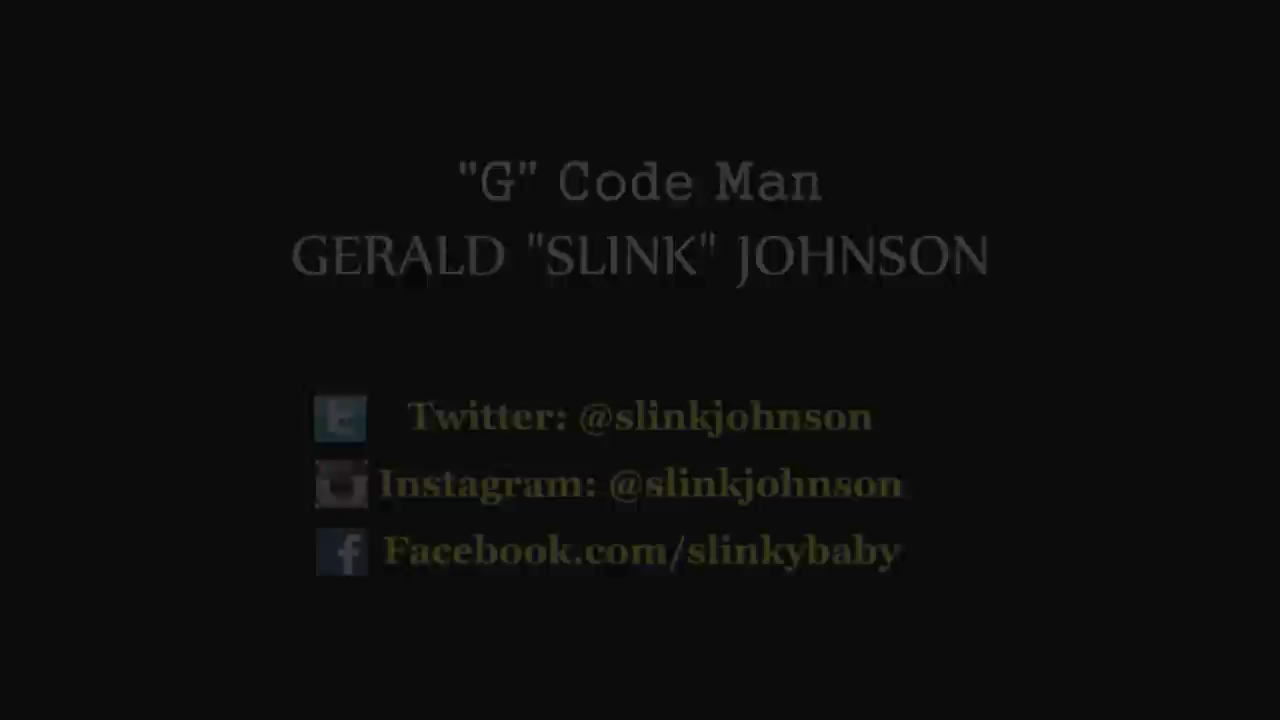 "G" Code Man
GERALD "SLINK" JOHNSON
Twitter: @slinkjohnson
Instagram: @slinkjohnson
Facebook.com/slinkybaby